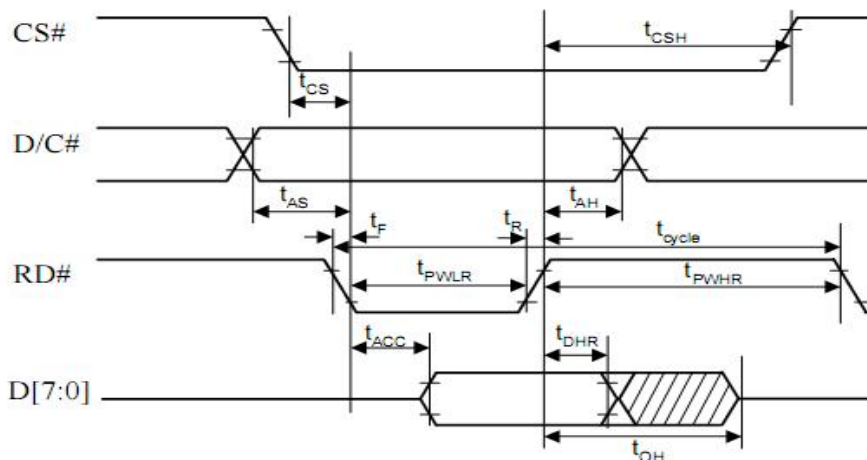 CS#
tCSH
tCS
D/C#
tAS
tF
tR
tAH
tcycle
RD#
tPWLR
tPWHR
tACC
tDHR
D[7:0]
tOH